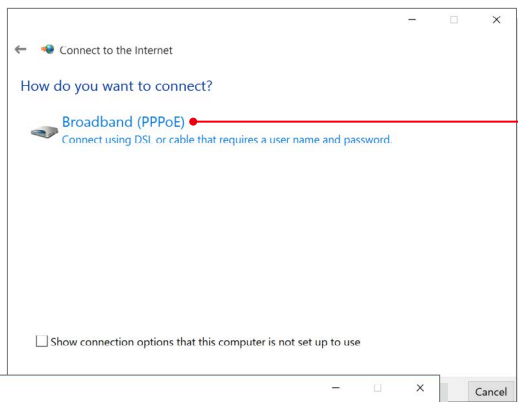 Connect to the Internet
How do you want to connect?
Broadband (PPPoE)
Connect using DSL or cable that requires a user name and password.
Show connection options that this computer is not set up to use
Cancel